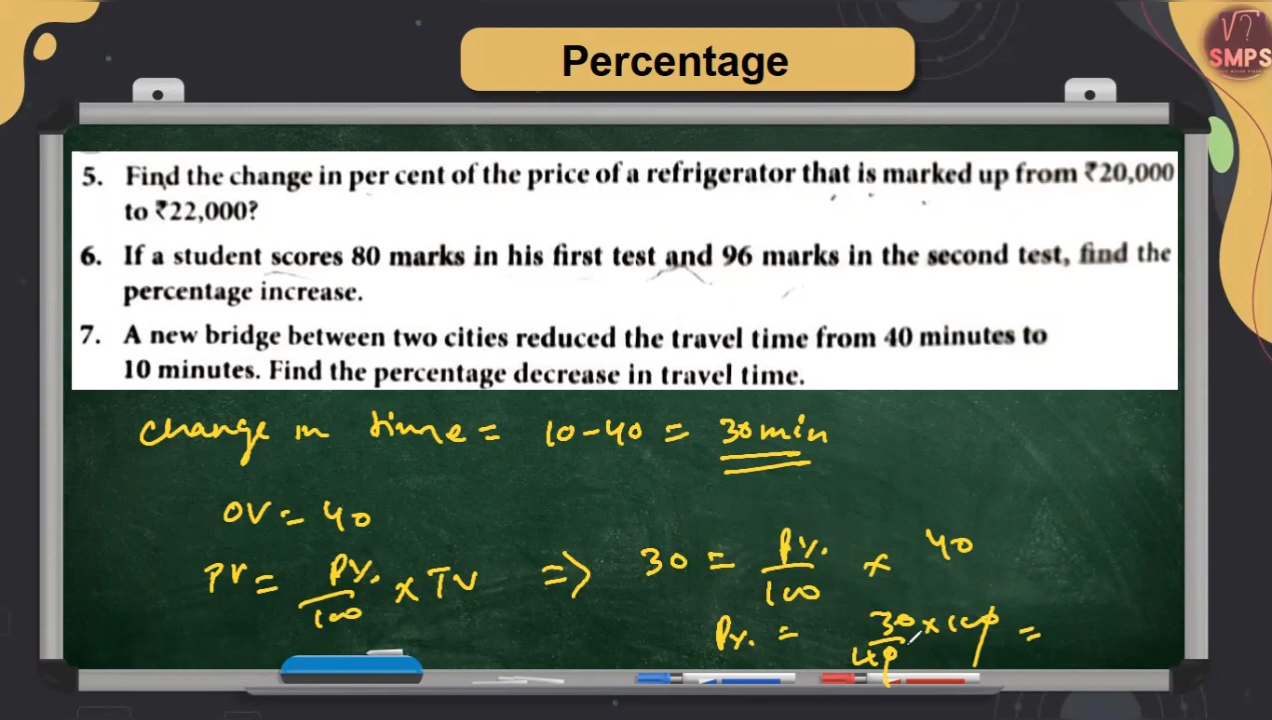 Percentage
√?
SMPS
5. Find the change in per cent of the price of a refrigerator that is marked up from ₹20,000
to ₹22,000?
6. If a student scores 80 marks in his first test and 96 marks in the second test, find the
percentage increase.
7. A new bridge between two cities reduced the travel time from 40 minutes to
10 minutes. Find the percentage decrease in travel time.
change in time = 10-40 = 30min
OV = 40
PV = P%/100 × TV => 30 = P%/100 × 40
P% = 30×100/40 =